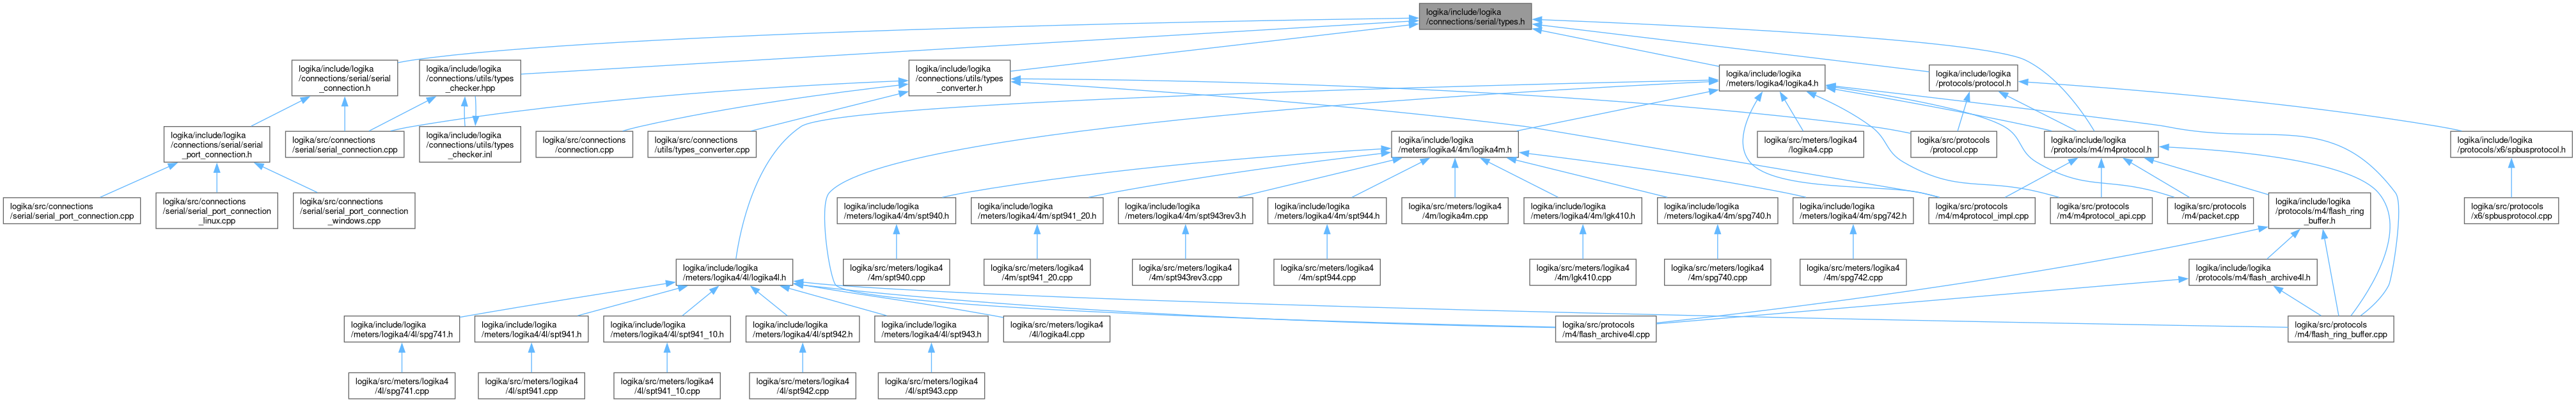 logika/include/logika
/connections/serial/types.h
logika/include/logika
/connections/serial/serial
_connection.h
logika/include/logika
/connections/utils/types
_checker.hpp
logika/include/logika
/connections/utils/types
_converter.h
logika/include/logika
/meters/logika4/logika4.h
logika/include/logika
/protocols/protocol.h
logika/include/logika
/connections/serial/serial
_port_connection.h
logika/src/connections
/serial/serial_connection.cpp
logika/include/logika
/connections/utils/types
_checker.inl
logika/src/connections
/connection.cpp
logika/src/connections
/utils/types_converter.cpp
logika/include/logika
/meters/logika4/4m/logika4m.h
logika/src/meters/logika4
/logika4.cpp
logika/src/protocols
/protocol.cpp
logika/include/logika
/protocols/m4/m4protocol.h
logika/include/logika
/protocols/x6/spbusprotocol.h
logika/src/connections
/serial/serial_port_connection.cpp
logika/src/connections
/serial/serial_port_connection
_linux.cpp
logika/src/connections
/serial/serial_port_connection
_windows.cpp
logika/include/logika
/meters/logika4/4m/spt940.h
logika/include/logika
/meters/logika4/4m/spt941_20.h
logika/include/logika
/meters/logika4/4m/spt943rev3.h
logika/include/logika
/meters/logika4/4m/spt944.h
logika/src/meters/logika4
/4m/logika4m.cpp
logika/include/logika
/meters/logika4/4m/lgk410.h
logika/include/logika
/meters/logika4/4m/spg740.h
logika/include/logika
/meters/logika4/4m/spg742.h
logika/src/protocols
/m4/m4protocol_impl.cpp
logika/src/protocols
/m4/m4protocol_api.cpp
logika/src/protocols
/m4/packet.cpp
logika/include/logika
/protocols/m4/flash_ring
_buffer.h
logika/src/protocols
/x6/spbusprotocol.cpp
logika/include/logika
/meters/logika4/4l/logika4l.h
logika/src/meters/logika4
/4m/spt940.cpp
logika/src/meters/logika4
/4m/spt941_20.cpp
logika/src/meters/logika4
/4m/spt943rev3.cpp
logika/src/meters/logika4
/4m/spt944.cpp
logika/src/meters/logika4
/4m/lgk410.cpp
logika/src/meters/logika4
/4m/spg740.cpp
logika/src/meters/logika4
/4m/spg742.cpp
logika/include/logika
/protocols/m4/flash_archive4l.h
logika/include/logika
/meters/logika4/4l/spg741.h
logika/include/logika
/meters/logika4/4l/spt941.h
logika/include/logika
/meters/logika4/4l/spt941_10.h
logika/include/logika
/meters/logika4/4l/spt942.h
logika/include/logika
/meters/logika4/4l/spt943.h
logika/src/meters/logika4
/4l/logika4l.cpp
logika/src/protocols
/m4/flash_archive4l.cpp
logika/src/protocols
/m4/flash_ring_buffer.cpp
logika/src/meters/logika4
/4l/spg741.cpp
logika/src/meters/logika4
/4l/spt941.cpp
logika/src/meters/logika4
/4l/spt941_10.cpp
logika/src/meters/logika4
/4l/spt942.cpp
logika/src/meters/logika4
/4l/spt943.cpp